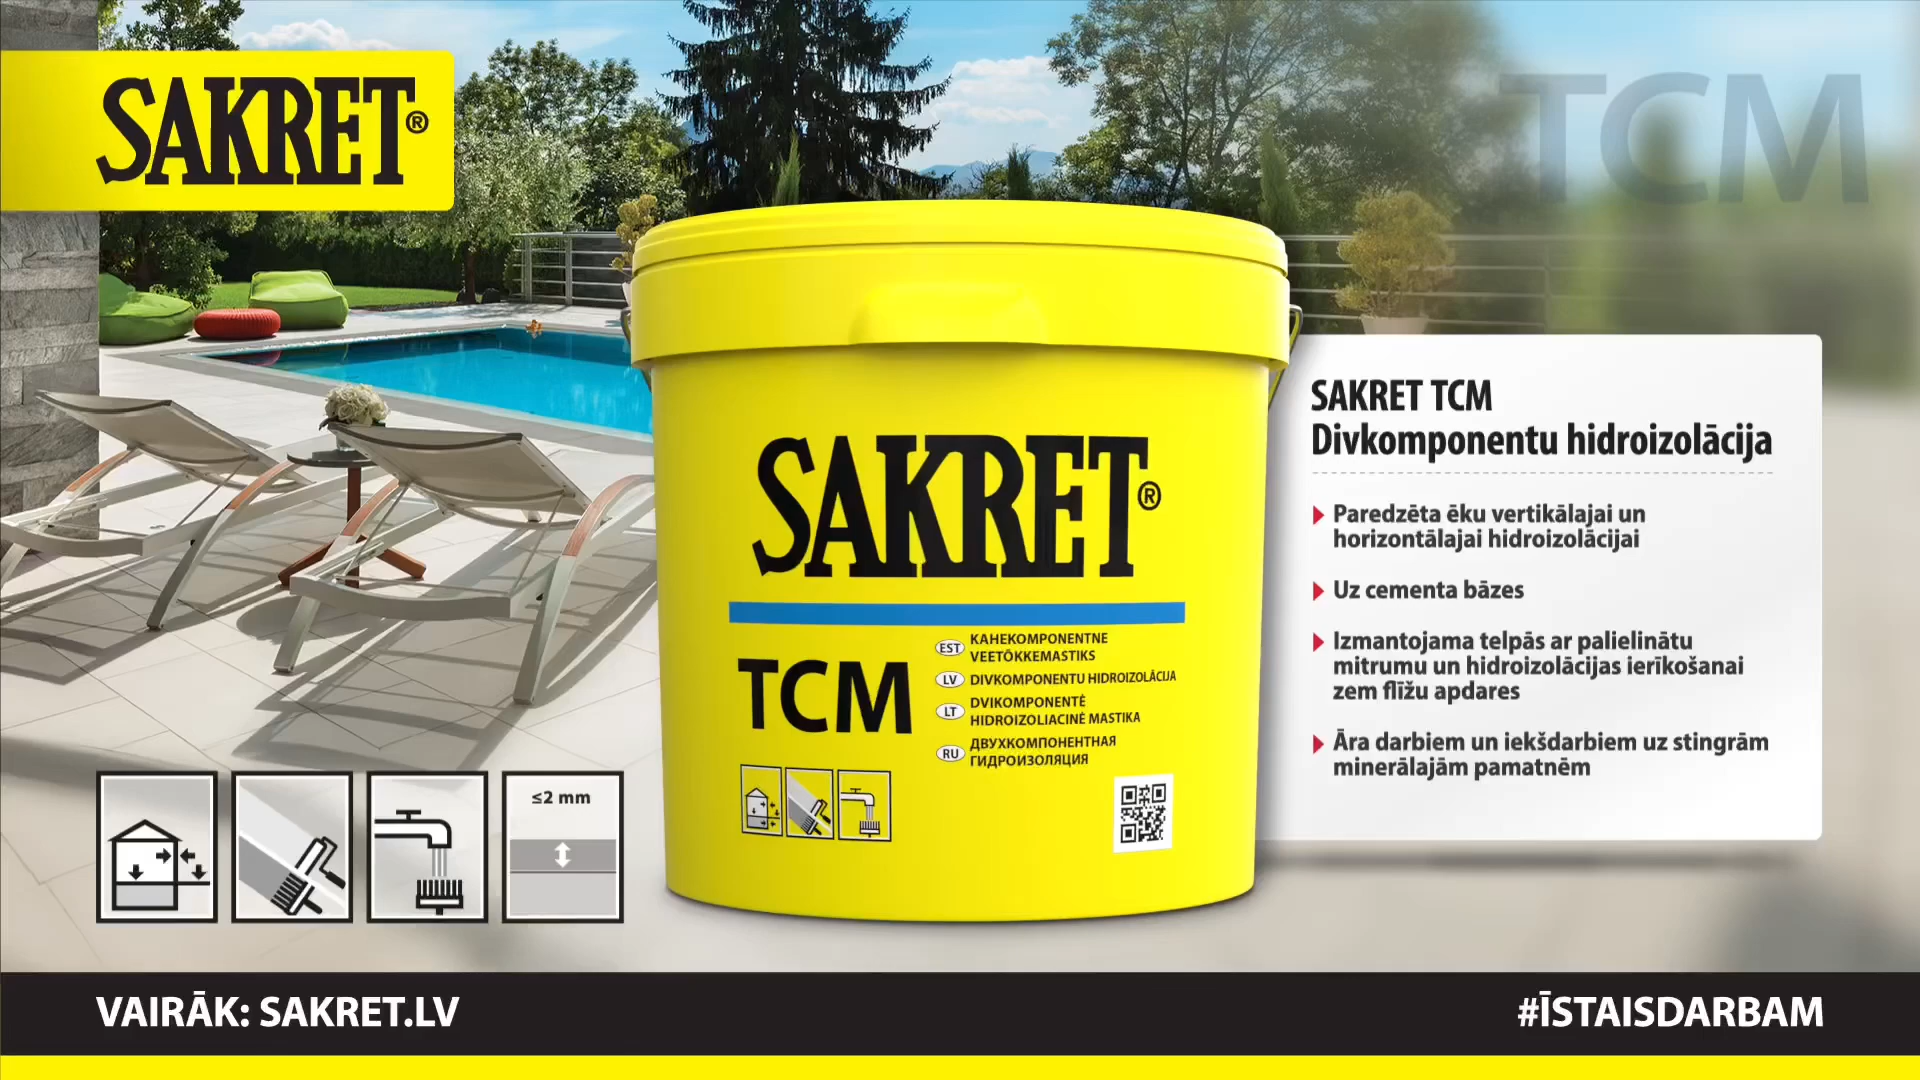 SAKRET®
TCM
SAKRET®
TCM
EST KAHEKOMPONENTNE
VEETÕKKEMASTIKS
LV DIVKOMPONENTU HIDROIZOLĀCIJA
LT DVIKOMPONENTĖ
HIDROIZOLIACINĖ MASTIKA
RU ДВУХКОМПОНЕНТНАЯ
ГИДРОИЗОЛЯЦИЯ
SAKRET TCM
Divkomponentu hidroizolācija
Paredzēta ēku vertikālajai un
horizontālajai hidroizolācijai
Uz cementa bāzes
Izmantojama telpās ar palielinātu
mitrumu un hidroizolācijas ierīkošanai
zem flīžu apdares
Āra darbiem un iekšdarbiem uz stingrām
minerālajām pamatnēm
≤2 mm
VAIRĀK: SAKRET.LV
#ĪSTAISDARBAM